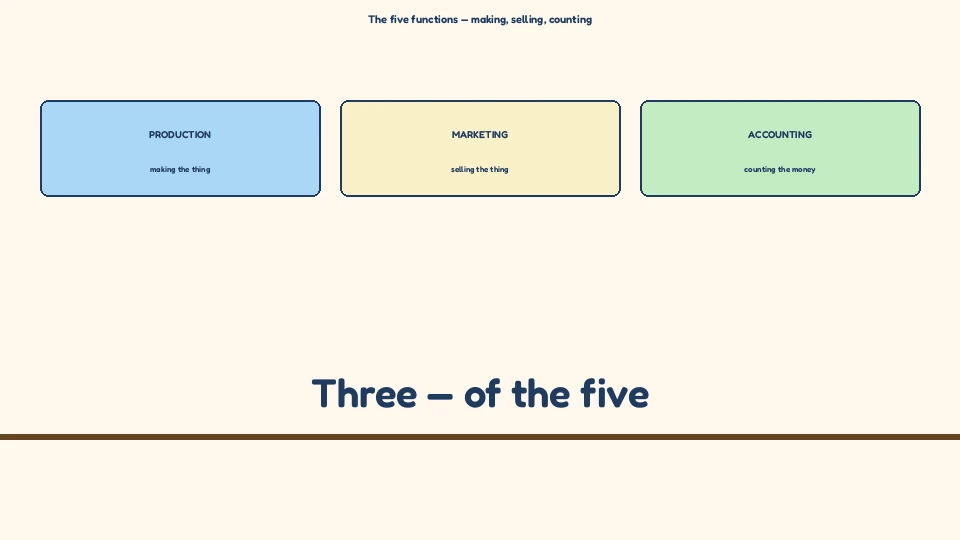 The five functions — making, selling, counting
PRODUCTION
making the thing
MARKETING
selling the thing
ACCOUNTING
counting the money
Three — of the five